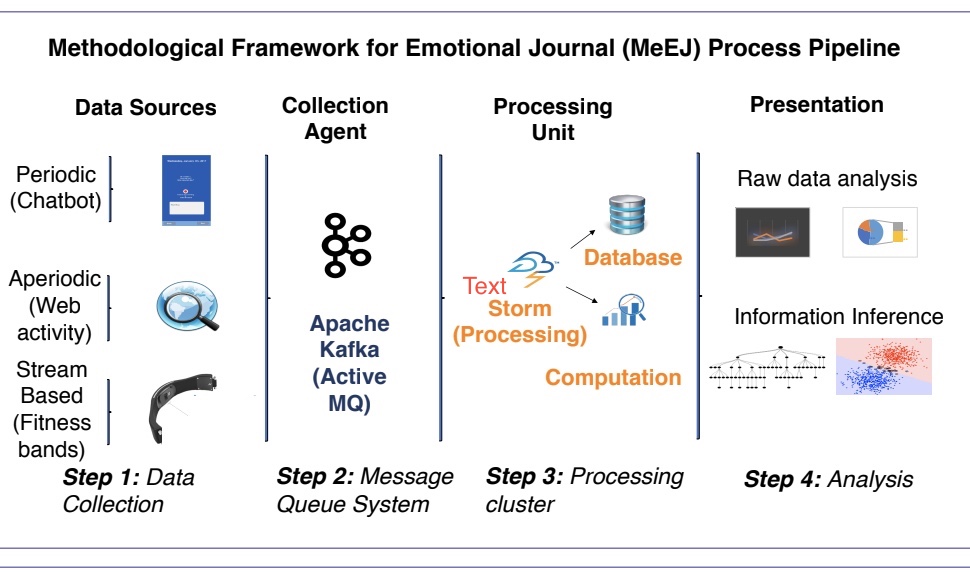 Methodological Framework for Emotional Journal (MeEJ) Process Pipeline
Data Sources
Collection
Agent
Processing
Unit
Presentation
Periodic
(Chatbot)
Aperiodic
(Web
activity)
Stream
Based
(Fitness
bands)
Apache
Kafka
(Active
MQ)
Text
Storm
(Processing)
Database
Computation
Raw data analysis
Information Inference
Step 1: Data
Collection
Step 2: Message
Queue System
Step 3: Processing
cluster
Step 4: Analysis